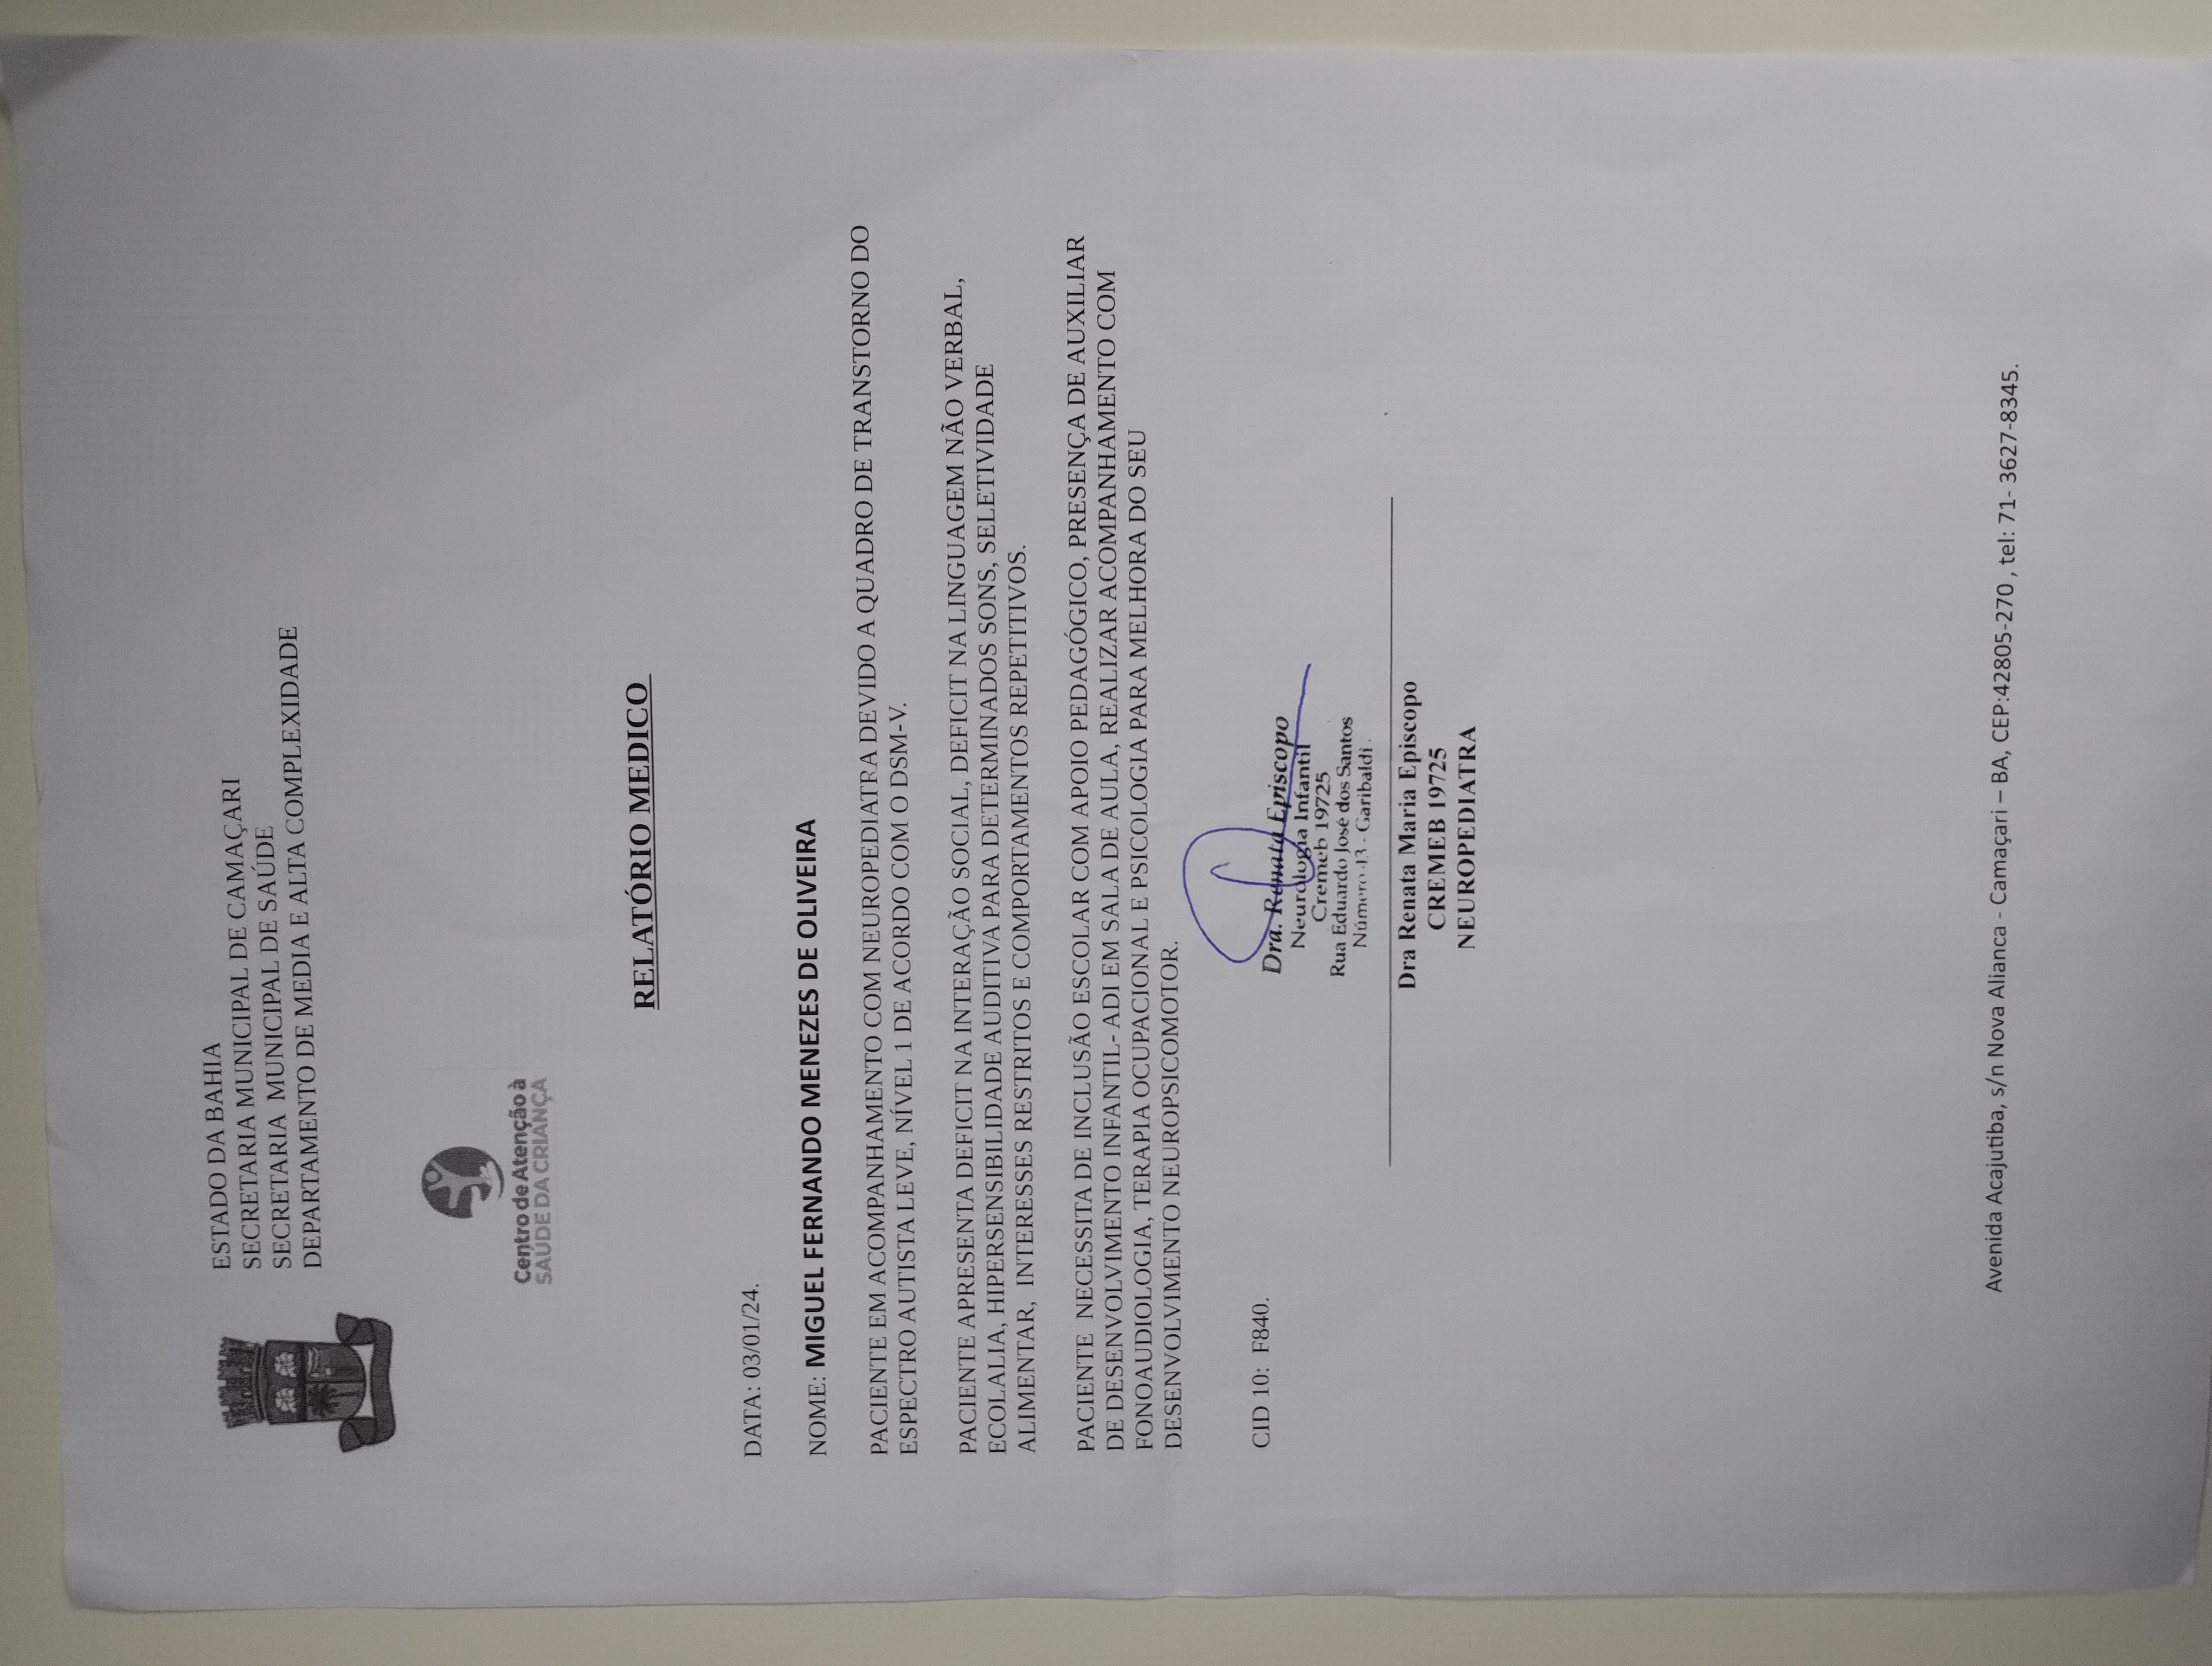 ESTADO DA BAHIA
SECRETARIA MUNICIPAL DE CAMAÇARI
SECRETARIA MUNICIPAL DE SAÚDE
DEPARTAMENTO DE MEDIA E ALTA COMPLEXIDADE
Centro de Atenção à
SAÚDE DA CRIANÇA
RELATÓRIO MEDICO
DATA: 03/01/24.
NOME: MIGUEL FERNANDO MENEZES DE OLIVEIRA
PACIENTE EM ACOMPANHAMENTO COM NEUROPEDIATRA DEVIDO A QUADRO DE TRANSTORNO DO
ESPECTRO AUTISTA LEVE, NÍVEL 1 DE ACORDO COM O DSM-V.
PACIENTE APRESENTA DEFICIT NA INTERAÇÃO SOCIAL, DEFICIT NA LINGUAGEM NÃO VERBAL,
ECOLALIA, HIPERSENSIBILIDADE AUDITIVA PARA DETERMINADOS SONS, SELETIVIDADE
ALIMENTAR, INTERESSES RESTRITOS E COMPORTAMENTOS REPETITIVOS.
PACIENTE NECESSITA DE INCLUSÃO ESCOLAR COM APOIO PEDAGÓGICO, PRESENÇA DE AUXILIAR
DE DESENVOLVIMENTO INFANTIL- ADI EM SALA DE AULA, REALIZAR ACOMPANHAMENTO COM
FONOAUDIOLOGIA, TERAPIA OCUPACIONAL E PSICOLOGIA PARA MELHORA DO SEU
DESENVOLVIMENTO NEUROPSICOMOTOR.
CID 10: F840.
Dra. Renata Episcopo
Neurologia Infantil
Cremeb 19725
Rua Eduardo José dos Santos
Número 43 - Garibaldi
Dra Renata Maria Episcopo
CREMEB 19725
NEUROPEDIATRA
Avenida Acajutiba, s/n Nova Alianca - Camaçari – BA, CEP:42805-270 , tel: 71- 3627-8345.